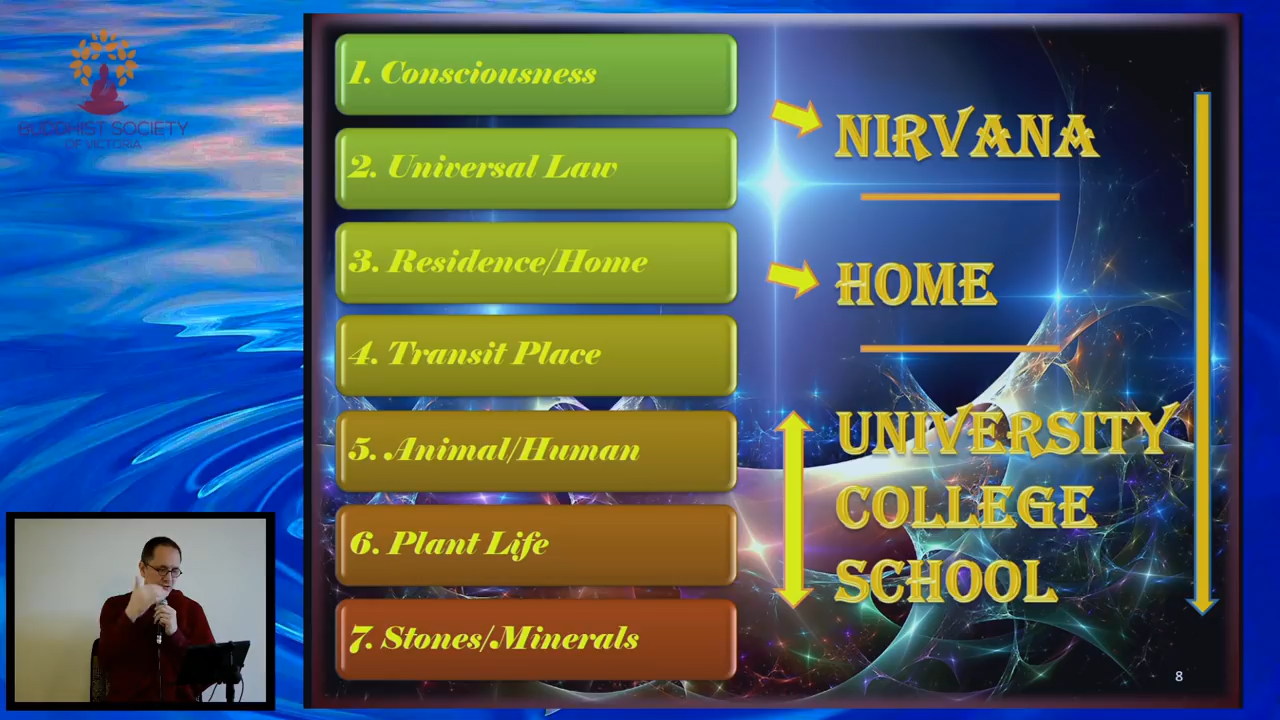 BUDDHIST SOCIETY
OF VICTORIA
1. Consciousness
2. Universal Law
3. Residence/Home
4. Transit Place
5. Animal/Human
6. Plant Life
7. Stones/Minerals
NIRVANA
HOME
UNIVERSITY
COLLEGE
SCHOOL
8